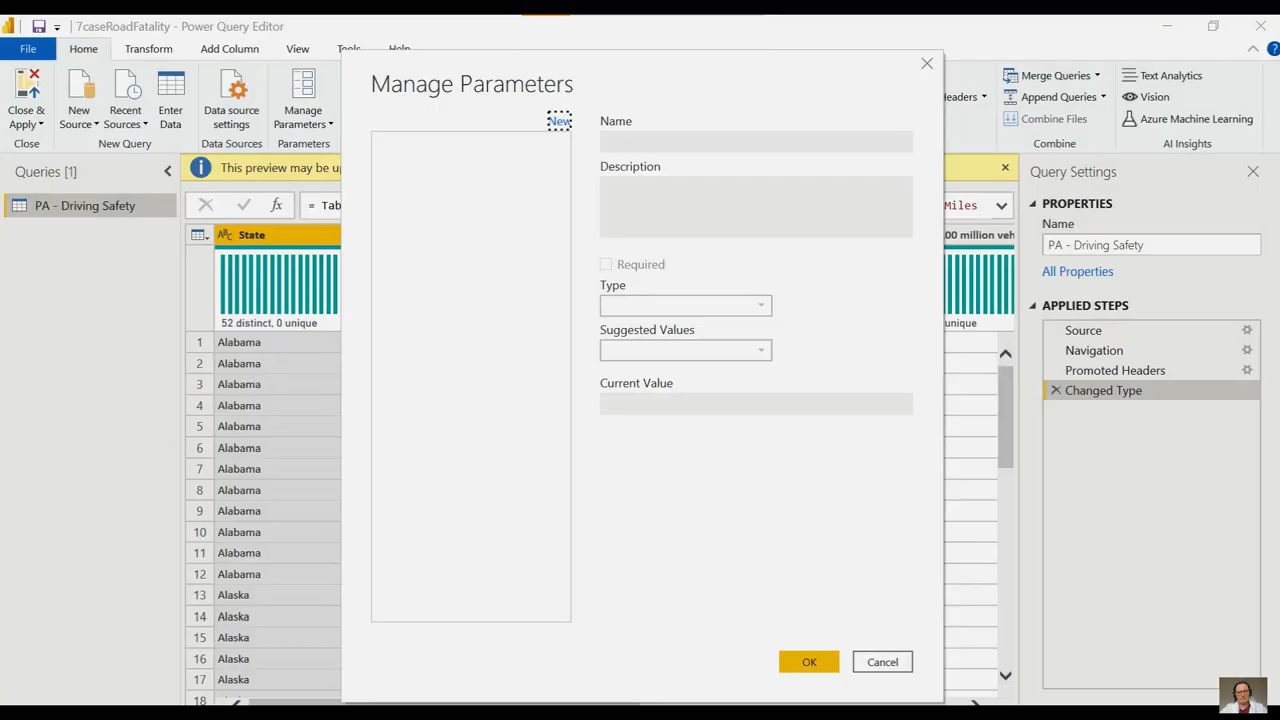 7caseRoadFatality - Power Query Editor
File
Home
Transform
Add Column
View
Tools
Help
Close &
Apply
New
Source
Recent
Sources
Enter
Data
Data source
settings
Manage
Parameters
Close
New Query
Data Sources
Parameters
eaders
Merge Queries
Append Queries
Combine Files
Combine
Text Analytics
Vision
Azure Machine Learning
AI Insights
Queries [1]
PA - Driving Safety
This preview may be up
= Tab
Miles
State
00 million veh
52 distinct, 0 unique
unique
1 Alabama
2 Alabama
3 Alabama
4 Alabama
5 Alabama
6 Alabama
7 Alabama
8 Alabama
9 Alabama
10 Alabama
11 Alabama
12 Alabama
13 Alaska
14 Alaska
15 Alaska
16 Alaska
17 Alaska
18
Manage Parameters
New
Name
Description
Required
Type
Suggested Values
Current Value
OK
Cancel
Query Settings
PROPERTIES
Name
PA - Driving Safety
All Properties
APPLIED STEPS
Source
Navigation
Promoted Headers
Changed Type